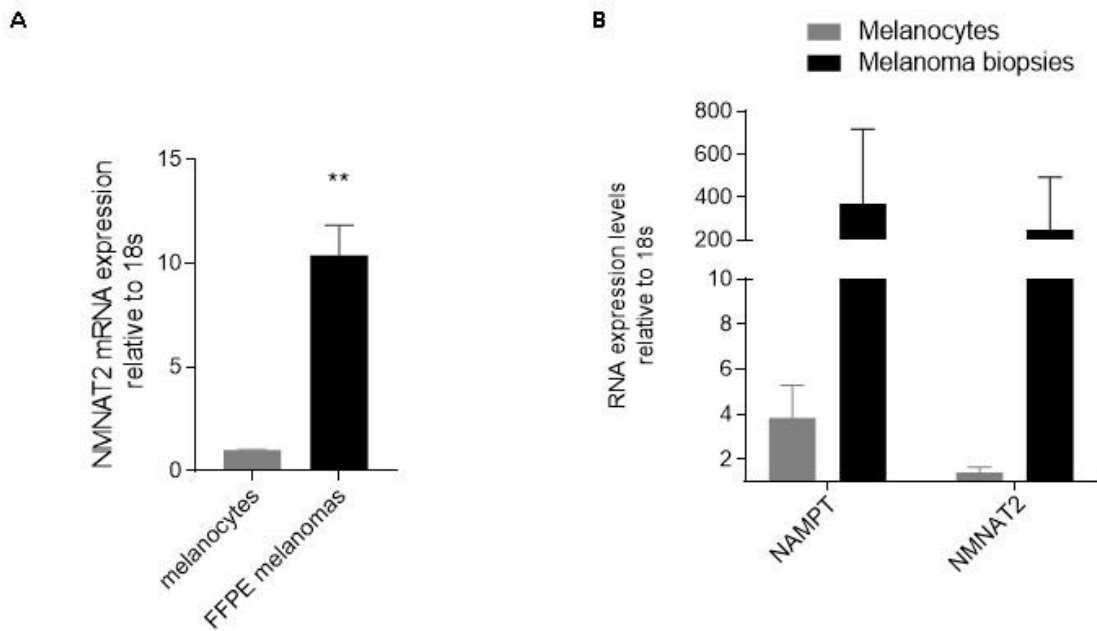 A
NMNAT2 mRNA expression
relative to 18s
15
10
5
0
**
melanocytes
FFPE melanomas
B
Melanocytes
Melanoma biopsies
RNA expression levels
relative to 18s
800
600
400
200
10
8
6
4
2
NAMPT
NMNAT2